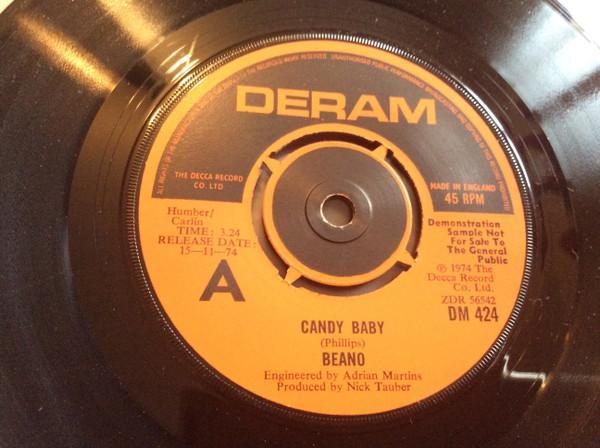 DERAM
THE DECCA RECORD
CO. LTD
MADE IN ENGLAND
45 RPM
Humber/
Carlin
TIME: 3.24
RELEASE DATE:
15—11—74
A
Demonstration
Sample Not
For Sale To
The General
Public
℗ 1974 The
Decca Record
Co. Ltd.
ZDR 56542
DM 424
CANDY BABY
(Phillips)
BEANO
Engineered by Adrian Martins
Produced by Nick Tauber